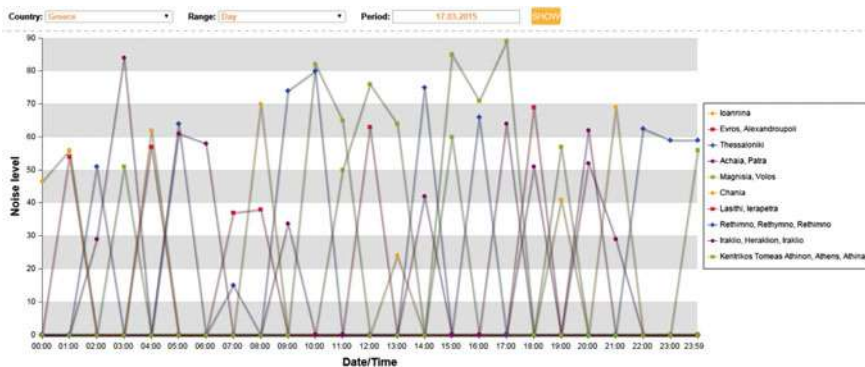 Country: Greece Range: Day Period: 17.03.2015 SHOW
90
80
70
60
50
40
30
20
10
0
Noise level
00:00 01:00 02:00 03:00 04:00 05:00 06:00 07:00 08:00 09:00 10:00 11:00 12:00 13:00 14:00 15:00 16:00 17:00 18:00 19:00 20:00 21:00 22:00 23:00 23:59
Date/Time
Ioannina
Evros, Alexandroupoli
Thessaloniki
Achaia, Patra
Magnisia, Volos
Chania
Lasithi, Ierapetra
Rethimno, Rethymno, Rethimno
Iraklio, Heraklion, Iraklio
Kentrikos Tomeas Athinon, Athens, Athina